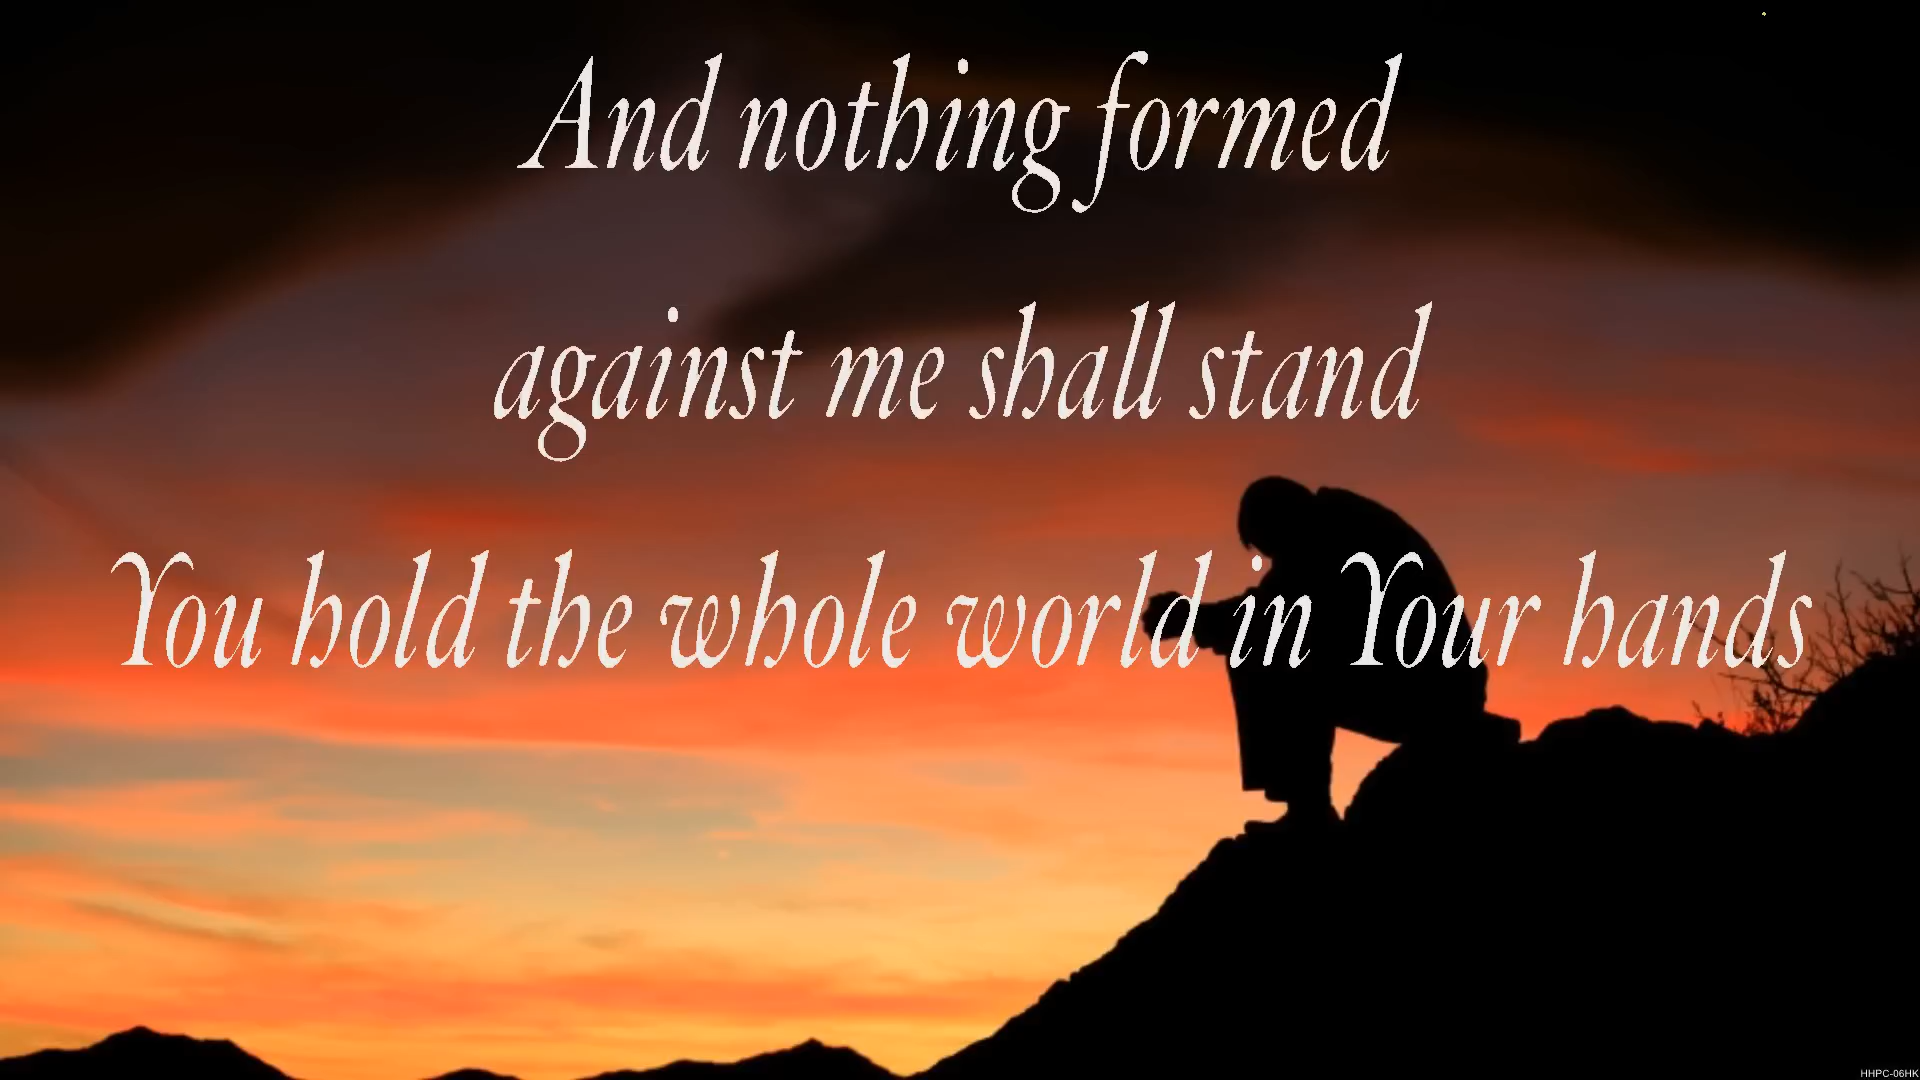 And nothing formed
against me shall stand
You hold the whole world in Your hands
HHPC-06HK